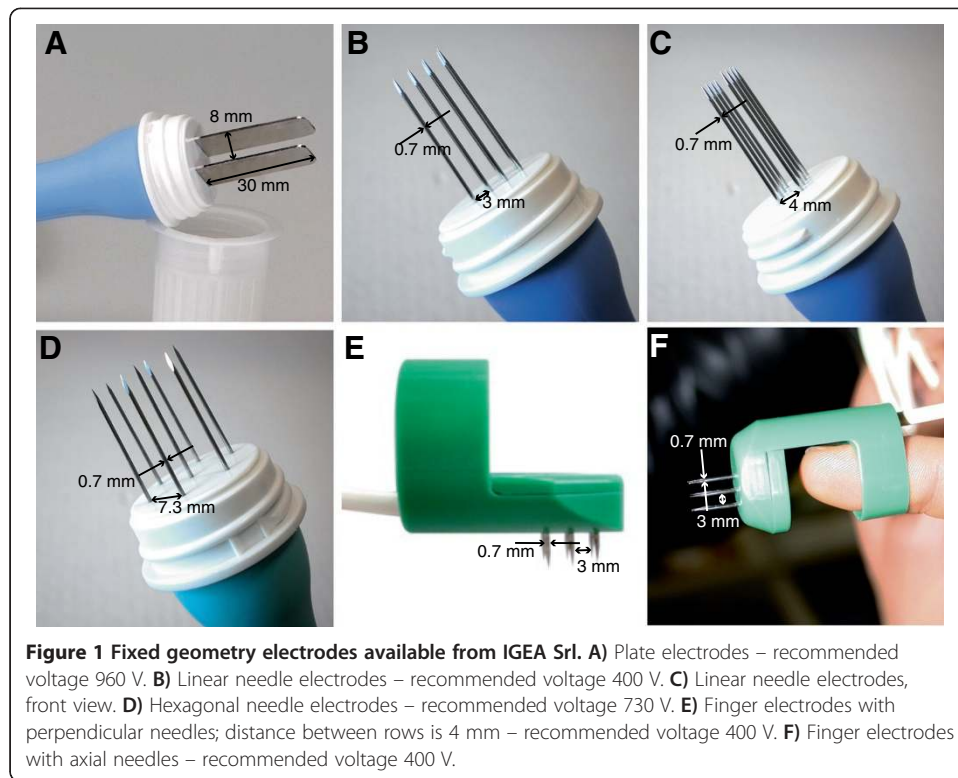 A
8 mm
30 mm
B
0.7 mm
3 mm
C
0.7 mm
4 mm
D
0.7 mm
7.3 mm
E
0.7 mm
3 mm
F
0.7 mm
3 mm
Figure 1 Fixed geometry electrodes available from IGEA Srl. A) Plate electrodes – recommended
voltage 960 V. B) Linear needle electrodes – recommended voltage 400 V. C) Linear needle electrodes,
front view. D) Hexagonal needle electrodes – recommended voltage 730 V. E) Finger electrodes with
perpendicular needles; distance between rows is 4 mm – recommended voltage 400 V. F) Finger electrodes
with axial needles – recommended voltage 400 V.